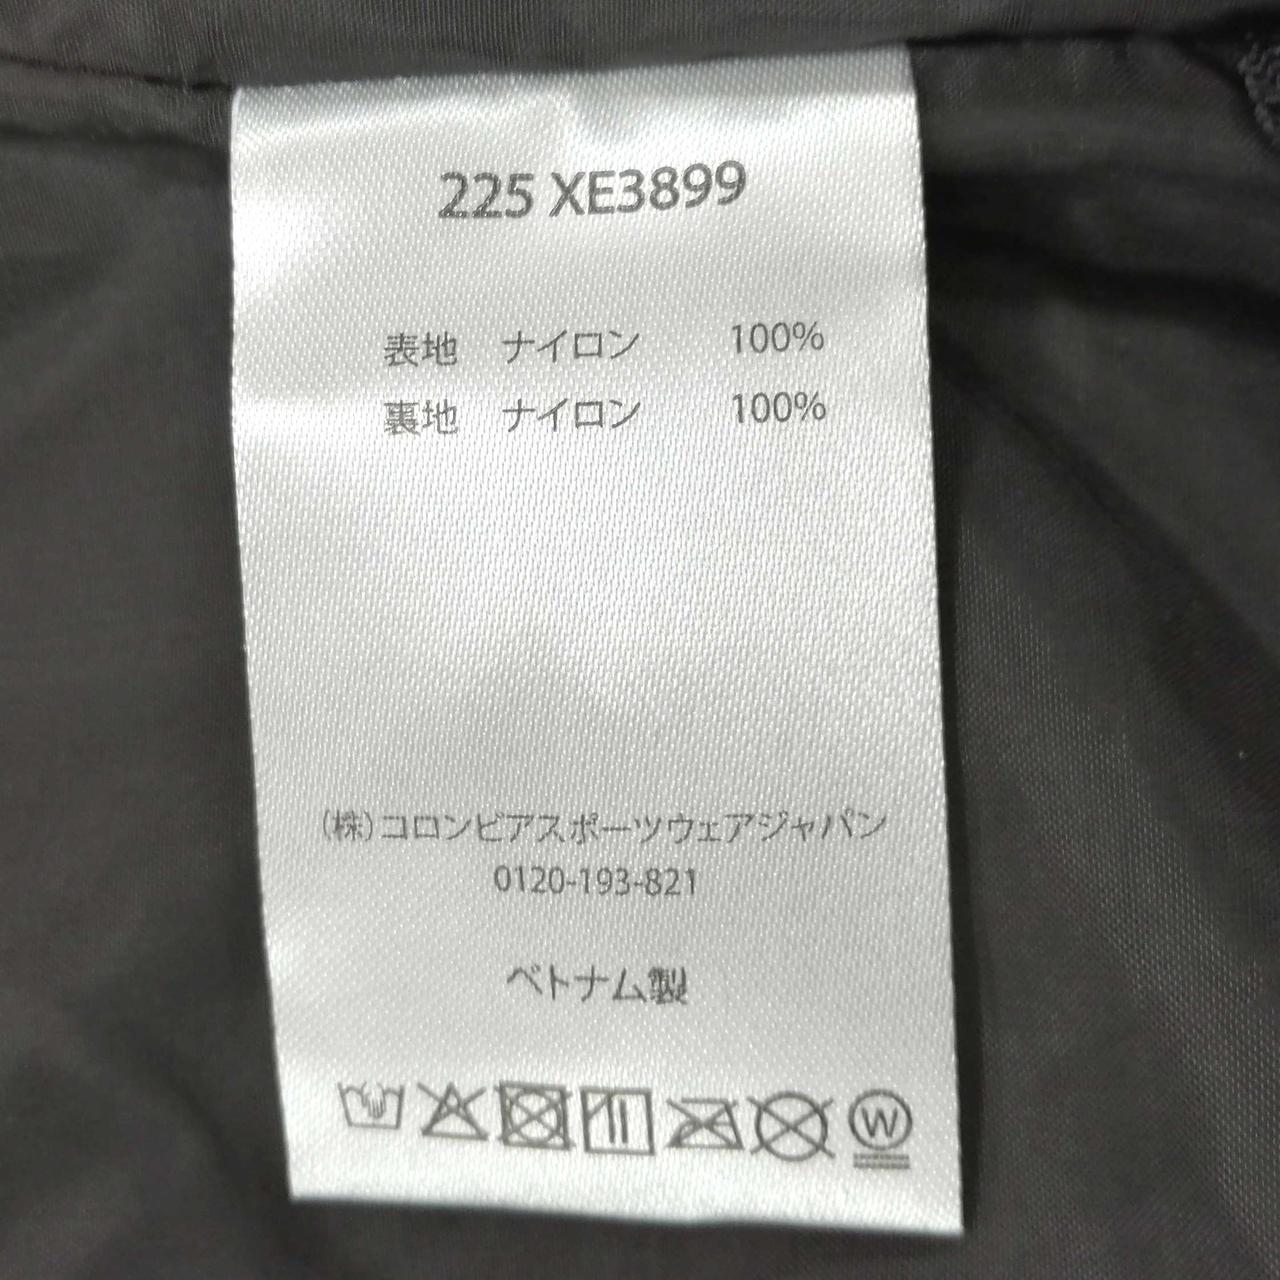 225 XE3899
表地 ナイロン 100%
裏地 ナイロン 100%
(株)コロンビアスポーツウェアジャパン
0120-193-821
ベトナム製
W